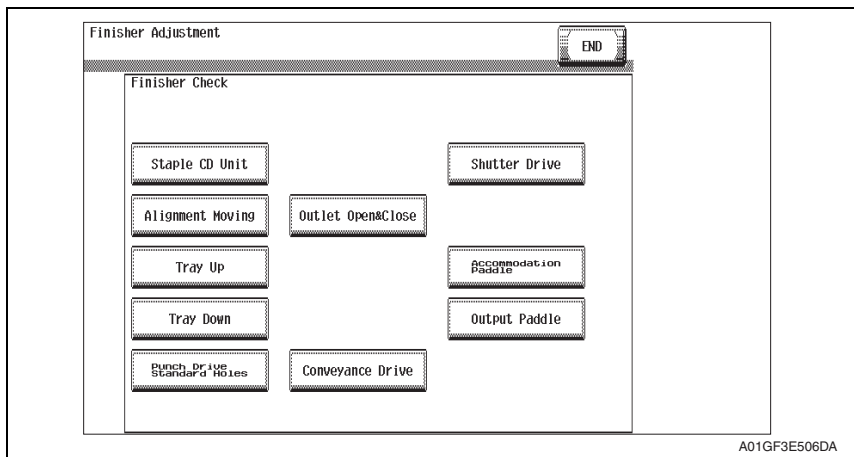 Finisher Adjustment
END
Finisher Check
Staple CD Unit
Shutter Drive
Alignment Moving
Outlet Open&Close
Tray Up
Accommodation
Paddle
Tray Down
Output Paddle
Punch Drive
Standard Holes
Conveyance Drive
A01GF3E506DA